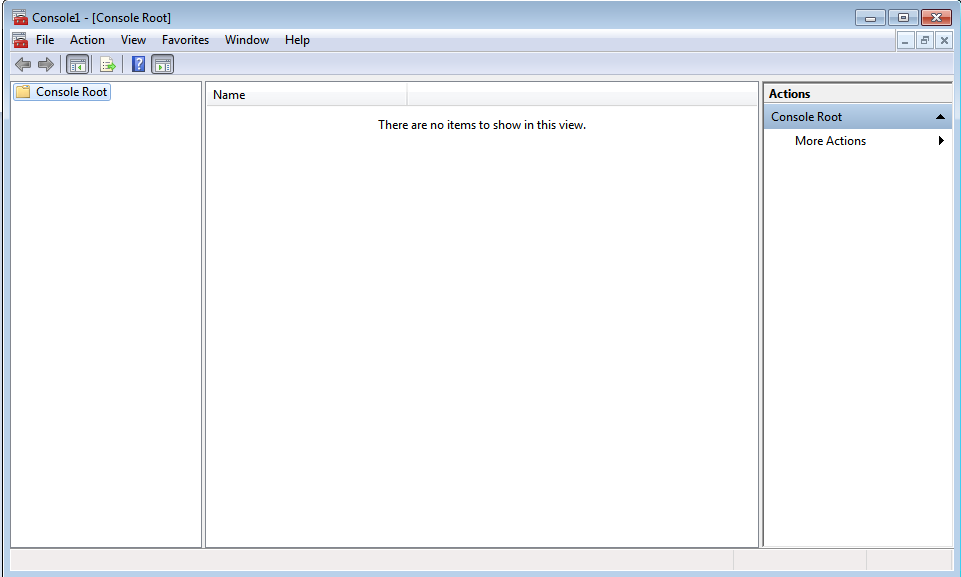 Console1 - [Console Root]
File Action View Favorites Window Help
Console Root
Name
There are no items to show in this view.
Actions
Console Root
More Actions